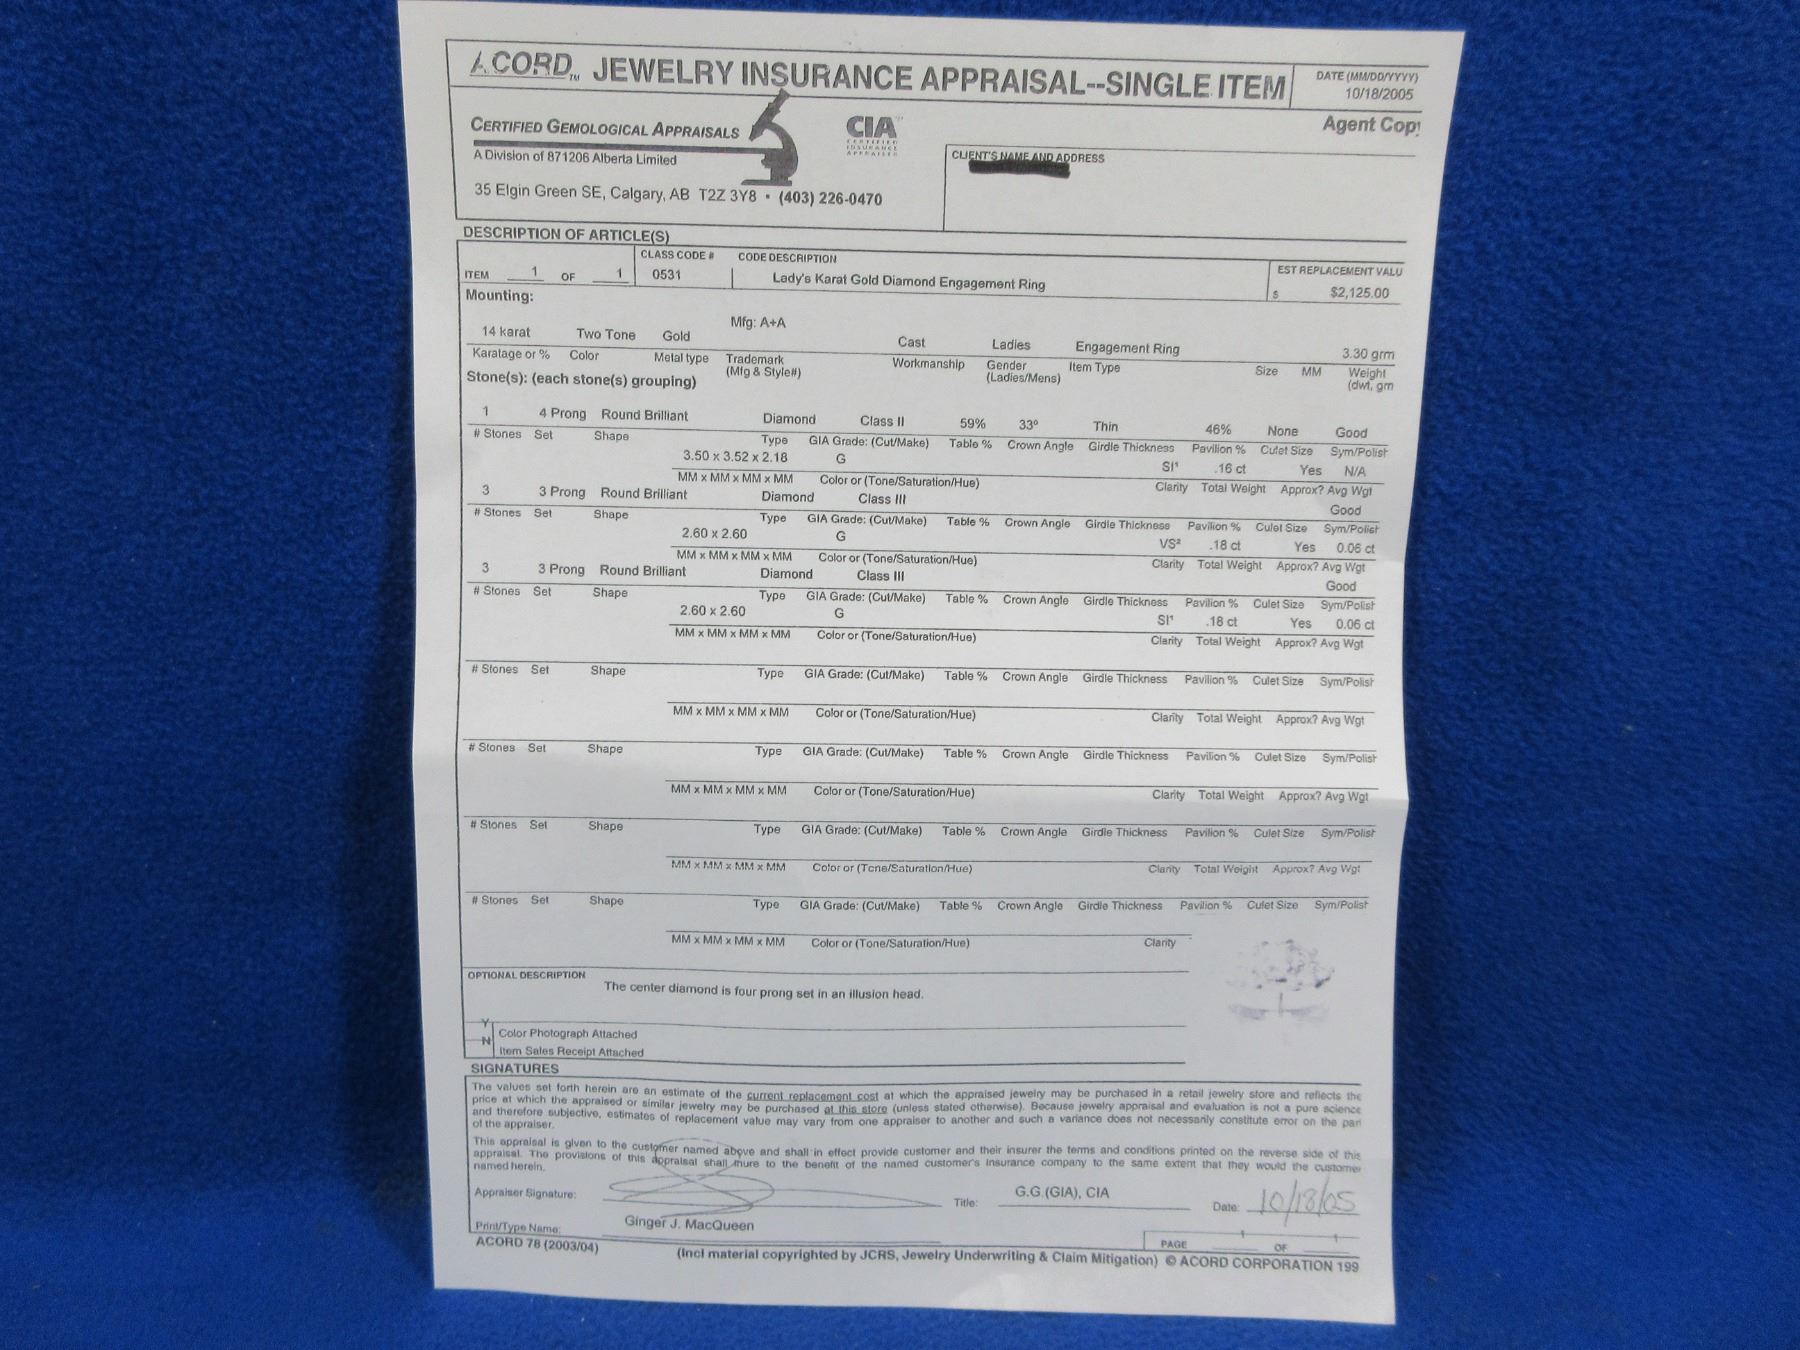 ACORD TM JEWELRY INSURANCE APPRAISAL--SINGLE ITEM
DATE (MM/DD/YYYY)
10/18/2005
Agent Copy
CERTIFIED GEMOLOGICAL APPRAISALS
A Division of 871206 Alberta Limited
35 Elgin Green SE, Calgary, AB T2Z 3Y8 • (403) 226-0470
CIA™
CERTIFIED
INSURANCE
APPRAISER
CLIENT'S NAME AND ADDRESS
DESCRIPTION OF ARTICLE(S)
ITEM 1 OF 1
CLASS CODE #
0531
CODE DESCRIPTION
Lady's Karat Gold Diamond Engagement Ring
EST REPLACEMENT VALU
$ $2,125.00
Mounting:
Mfg: A+A
14 karat Two Tone Gold Cast Ladies Engagement Ring 3.30 grm
Karatage or % Color Metal type Trademark (Mfg & Style#) Workmanship Gender (Ladies/Mens) Item Type Size MM Weight (dwt, gm
Stone(s): (each stone(s) grouping)
1 4 Prong Round Brilliant Diamond Class II 59% 33° Thin 46% None Good
# Stones Set Shape Type GIA Grade: (Cut/Make) Table % Crown Angle Girdle Thickness Pavilion % Culet Size Sym/Polish
3.50 x 3.52 x 2.18 G SI¹ .16 ct Yes N/A
MM x MM x MM x MM Color or (Tone/Saturation/Hue) Clarity Total Weight Approx? Avg Wgt
3 3 Prong Round Brilliant Diamond Class III Good
# Stones Set Shape Type GIA Grade: (Cut/Make) Table % Crown Angle Girdle Thickness Pavilion % Culet Size Sym/Polish
2.60 x 2.60 G VS² .18 ct Yes 0.06 ct
MM x MM x MM x MM Color or (Tone/Saturation/Hue) Clarity Total Weight Approx? Avg Wgt
3 3 Prong Round Brilliant Diamond Class III Good
# Stones Set Shape Type GIA Grade: (Cut/Make) Table % Crown Angle Girdle Thickness Pavilion % Culet Size Sym/Polish
2.60 x 2.60 G SI¹ .18 ct Yes 0.06 ct
MM x MM x MM x MM Color or (Tone/Saturation/Hue) Clarity Total Weight Approx? Avg Wgt
# Stones Set Shape Type GIA Grade: (Cut/Make) Table % Crown Angle Girdle Thickness Pavilion % Culet Size Sym/Polish
MM x MM x MM x MM Color or (Tone/Saturation/Hue) Clarity Total Weight Approx? Avg Wgt
# Stones Set Shape Type GIA Grade: (Cut/Make) Table % Crown Angle Girdle Thickness Pavilion % Culet Size Sym/Polish
MM x MM x MM x MM Color or (Tone/Saturation/Hue) Clarity Total Weight Approx? Avg Wgt
# Stones Set Shape Type GIA Grade: (Cut/Make) Table % Crown Angle Girdle Thickness Pavilion % Culet Size Sym/Polish
MM x MM x MM x MM Color or (Tone/Saturation/Hue) Clarity Total Weight Approx? Avg Wgt
# Stones Set Shape Type GIA Grade: (Cut/Make) Table % Crown Angle Girdle Thickness Pavilion % Culet Size Sym/Polish
MM x MM x MM x MM Color or (Tone/Saturation/Hue) Clarity
OPTIONAL DESCRIPTION
The center diamond is four prong set in an illusion head.
Y Color Photograph Attached
N Item Sales Receipt Attached
SIGNATURES
The values set forth herein are an estimate of the current replacement cost at which the appraised jewelry may be purchased in a retail jewelry store and reflects the
price at which the appraised or similar jewelry may be purchased at this store (unless stated otherwise). Because jewelry appraisal and evaluation is not a pure science
and therefore subjective, estimates of replacement value may vary from one appraiser to another and such a variance does not necessarily constitute error on the part
of the appraiser.
This appraisal is given to the customer named above and shall in effect provide customer and their insurer the terms and conditions printed on the reverse side of this
appraisal. The provisions of this appraisal shall inure to the benefit of the named customer's insurance company to the same extent that they would the customer
named herein.
Appraiser Signature: Title: G.G.(GIA), CIA Date: 10/18/05
Print/Type Name: Ginger J. MacQueen
PAGE 1 OF 1
ACORD 78 (2003/04) (Incl material copyrighted by JCRS, Jewelry Underwriting & Claim Mitigation) © ACORD CORPORATION 199